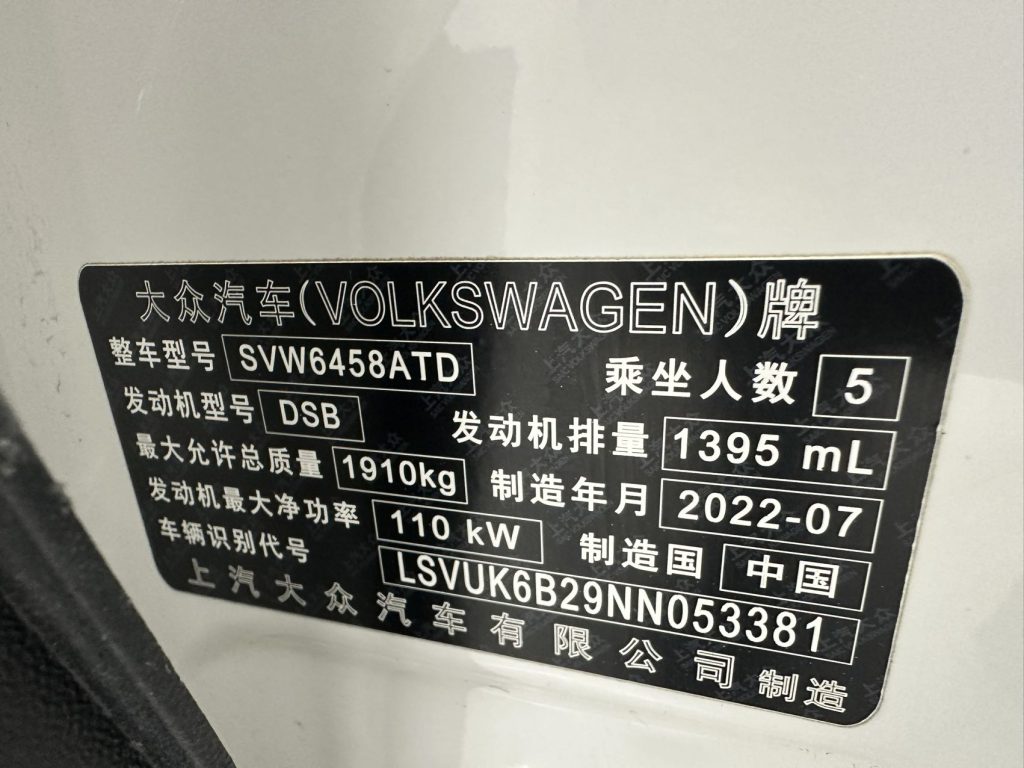 大众汽车(VOLKSWAGEN)牌
整车型号 SVW6458ATD 乘坐人数 5
发动机型号 DSB 发动机排量 1395 mL
最大允许总质量 1910kg 制造年月 2022-07
发动机最大净功率 110 kW 制造国 中国
车辆识别代号 LSVUK6B29NN053381
上汽大众汽车有限公司制造